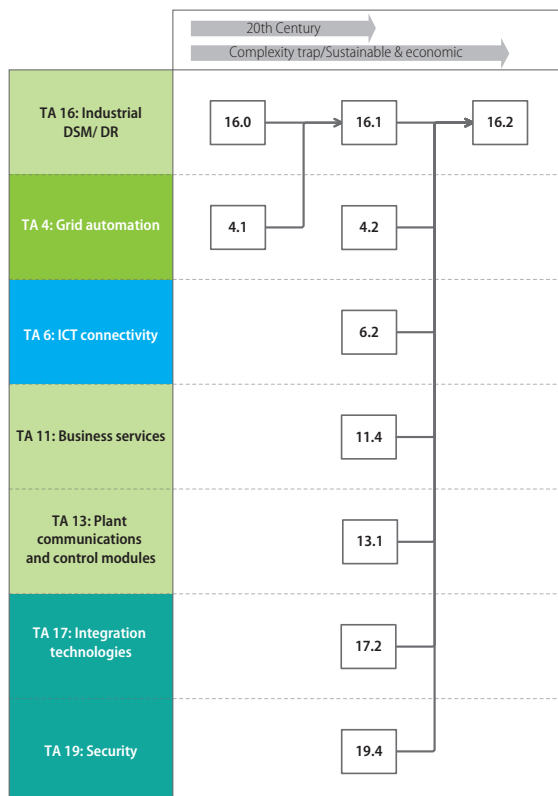 20th Century
Complexity trap/Sustainable & economic
TA 16: Industrial
DSM/ DR
16.0
16.1
16.2
TA 4: Grid automation
4.1
4.2
TA 6: ICT connectivity
6.2
TA 11: Business services
11.4
TA 13: Plant
communications
and control modules
13.1
TA 17: Integration
technologies
17.2
TA 19: Security
19.4